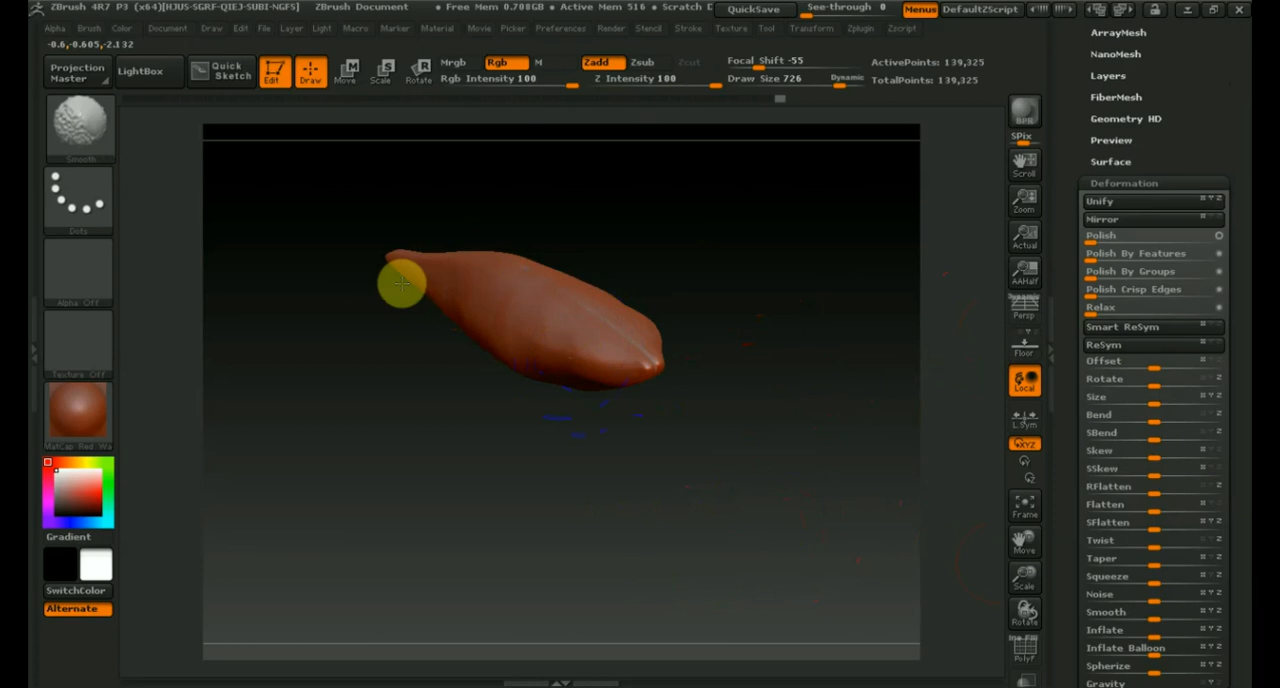 ZBrush 4R7 P3 (x64)[HJUS-SGRF-QIEJ-SUBI-NGFS] ZBrush Document • Free Mem 0.708GB • Active Mem 516 • Scratch D QuickSave See-through 0 Menus DefaultZScript
Alpha Brush Color Document Draw Edit File Layer Light Macro Marker Material Movie Picker Preferences Render Stencil Stroke Texture Tool Transform Zplugin Zscript
-0.6,-0.605,-2.132
Projection Master
LightBox
Quick Sketch
Edit
Draw
Move
Scale
Rotate
Mrgb Rgb M
Rgb Intensity 100
Zadd Zsub Zcut
Z Intensity 100
Focal Shift -55
Draw Size 726 Dynamic
ActivePoints: 139,325
TotalPoints: 139,325
Smooth
Dots
Alpha Off
Texture Off
MatCap Red Wa
Gradient
SwitchColor
Alternate
BPR
SPix
Scroll
Zoom
Actual
AAHalf
Dynamic
Persp
Floor
Local
L.Sym
XYZ
Frame
Move
Scale
Rotate
Line Fill
PolyF
ArrayMesh
NanoMesh
Layers
FiberMesh
Geometry HD
Preview
Surface
Deformation
Unify X Y Z
Mirror
Polish
Polish By Features
Polish By Groups
Polish Crisp Edges
Relax
Smart ReSym
ReSym
Offset
Rotate
Size
Bend
SBend
Skew
SSkew
RFlatten
Flatten
SFlatten
Twist
Taper
Squeeze
Noise
Smooth
Inflate
Inflate Balloon
Spherize
Gravity